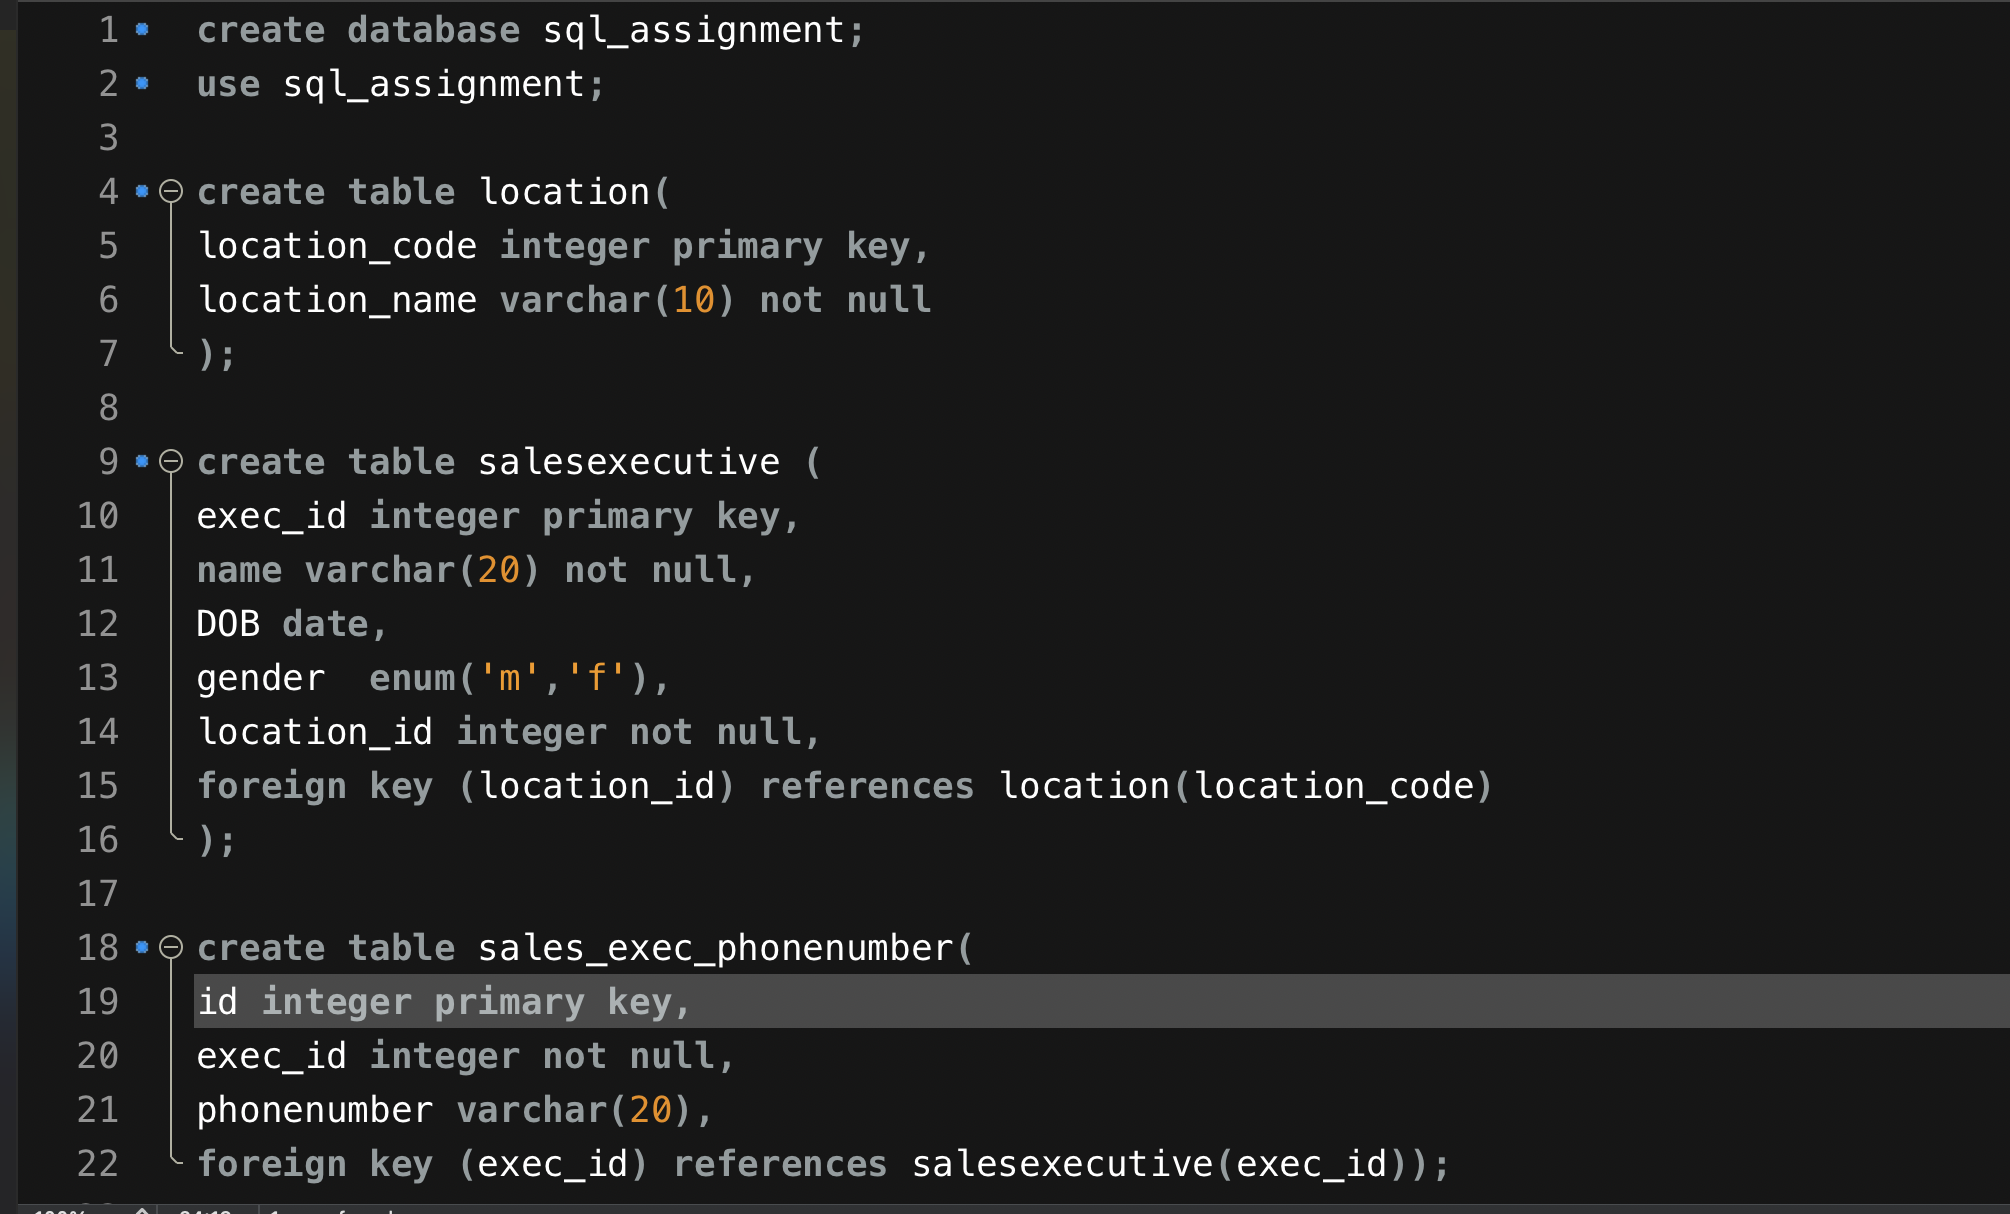 1 create database sql_assignment;
2 use sql_assignment;
3
4 create table location(
5 location_code integer primary key,
6 location_name varchar(10) not null
7 );
8
9 create table salesexecutive (
10 exec_id integer primary key,
11 name varchar(20) not null,
12 DOB date,
13 gender  enum('m','f'),
14 location_id integer not null,
15 foreign key (location_id) references location(location_code)
16 );
17
18 create table sales_exec_phonenumber(
19 id integer primary key,
20 exec_id integer not null,
21 phonenumber varchar(20),
22 foreign key (exec_id) references salesexecutive(exec_id));